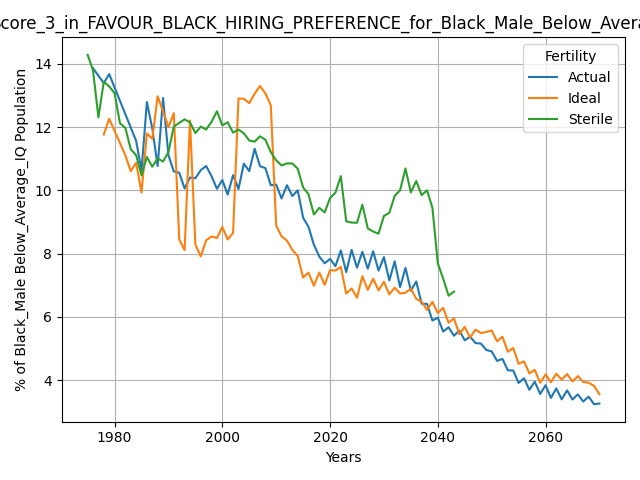 core_3_in_FAVOUR_BLACK_HIRING_PREFERENCE_for_Black_Male_Below_Avera
Fertility
Actual
Ideal
Sterile
% of Black_Male Below_Average_IQ Population
14
12
10
8
6
4
1980
2000
2020
2040
2060
Years